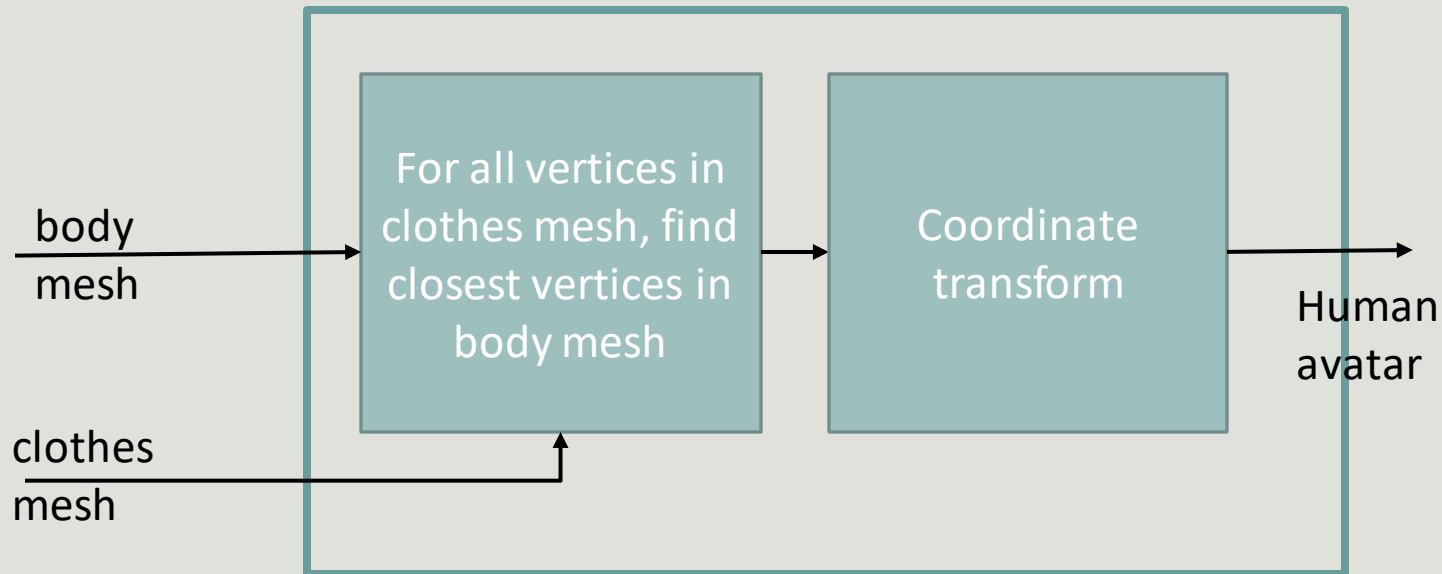 body
mesh
clothes
mesh
For all vertices in
clothes mesh, find
closest vertices in
body mesh
Coordinate
transform
Human
avatar